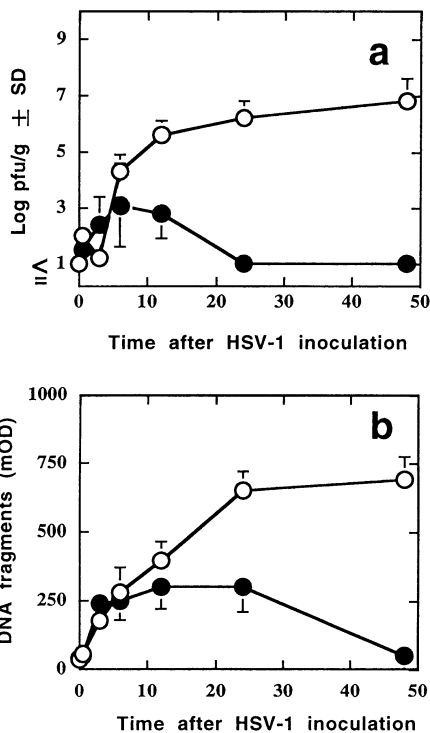 a
Log pfu/g ± SD
9
7
5
3
≤ 1
0 10 20 30 40 50
Time after HSV-1 inoculation
b
DNA fragments (mOD)
1000
750
500
250
0
0 10 20 30 40 50
Time after HSV-1 inoculation